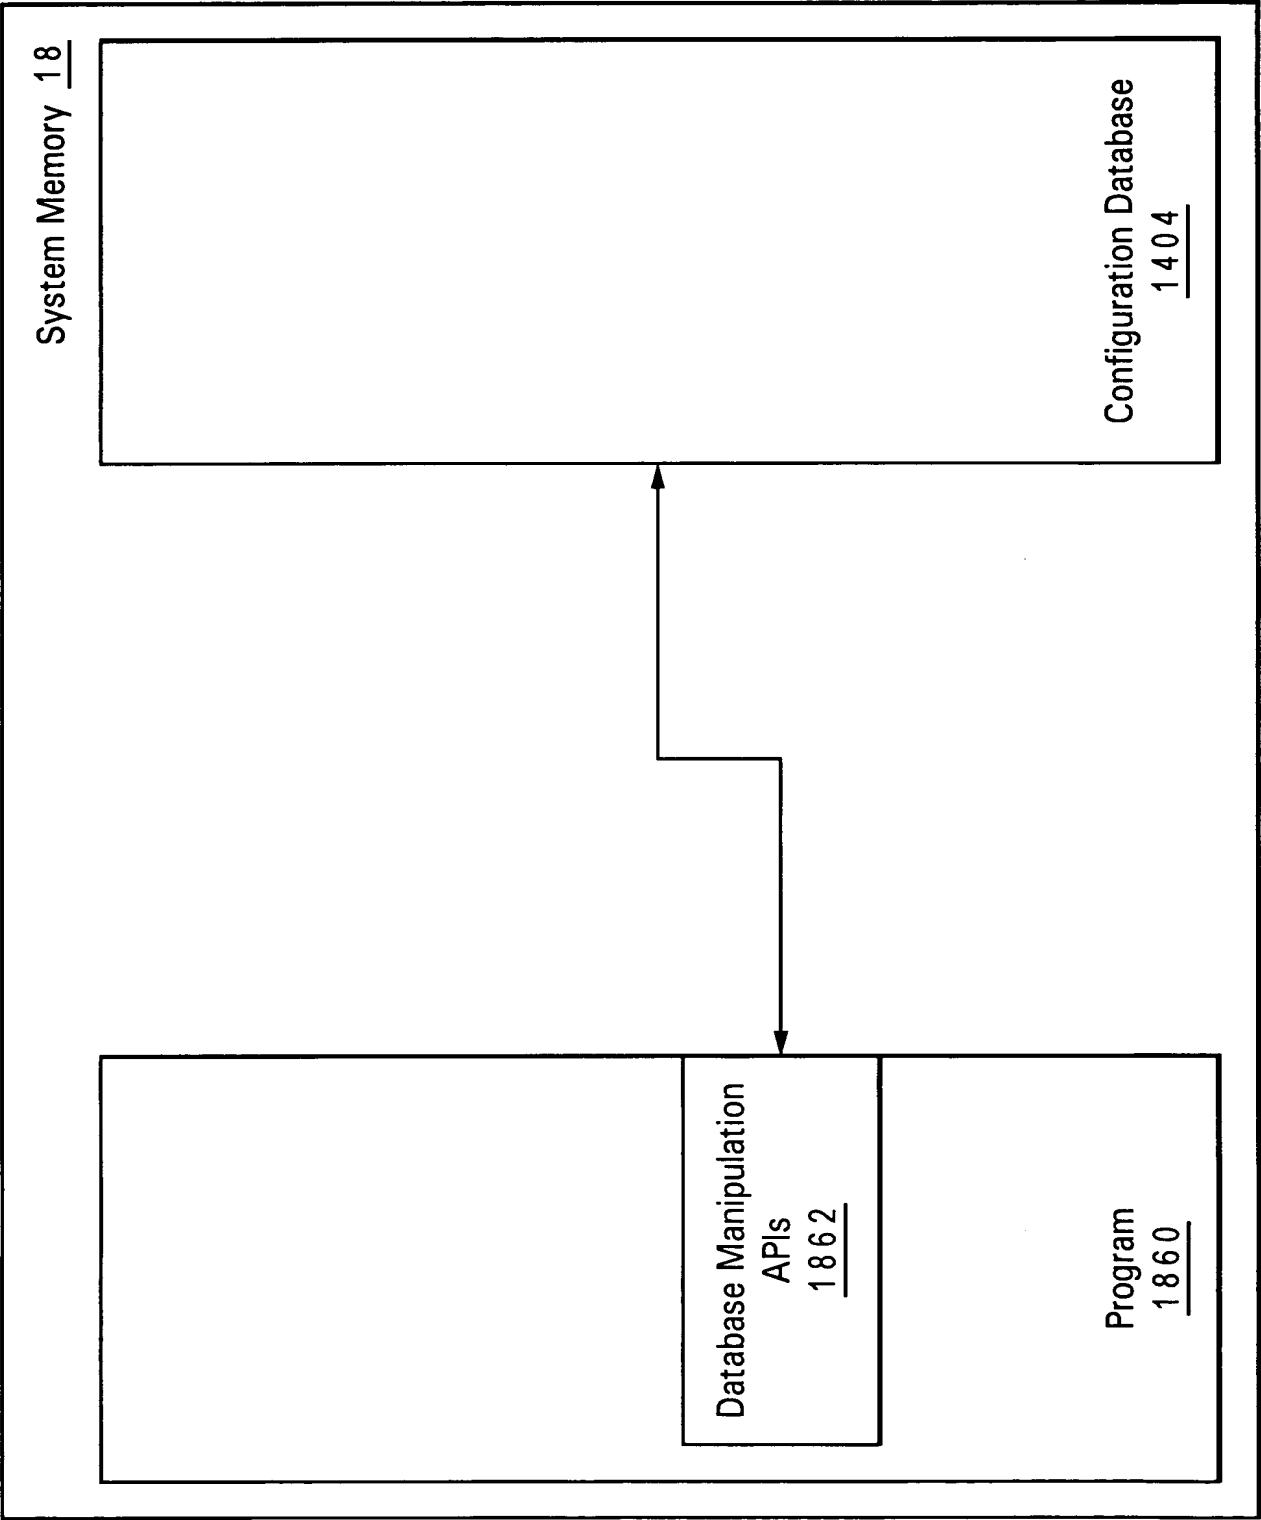 System Memory 18
Database Manipulation
APIs
1862
Program
1860
Configuration Database
1404